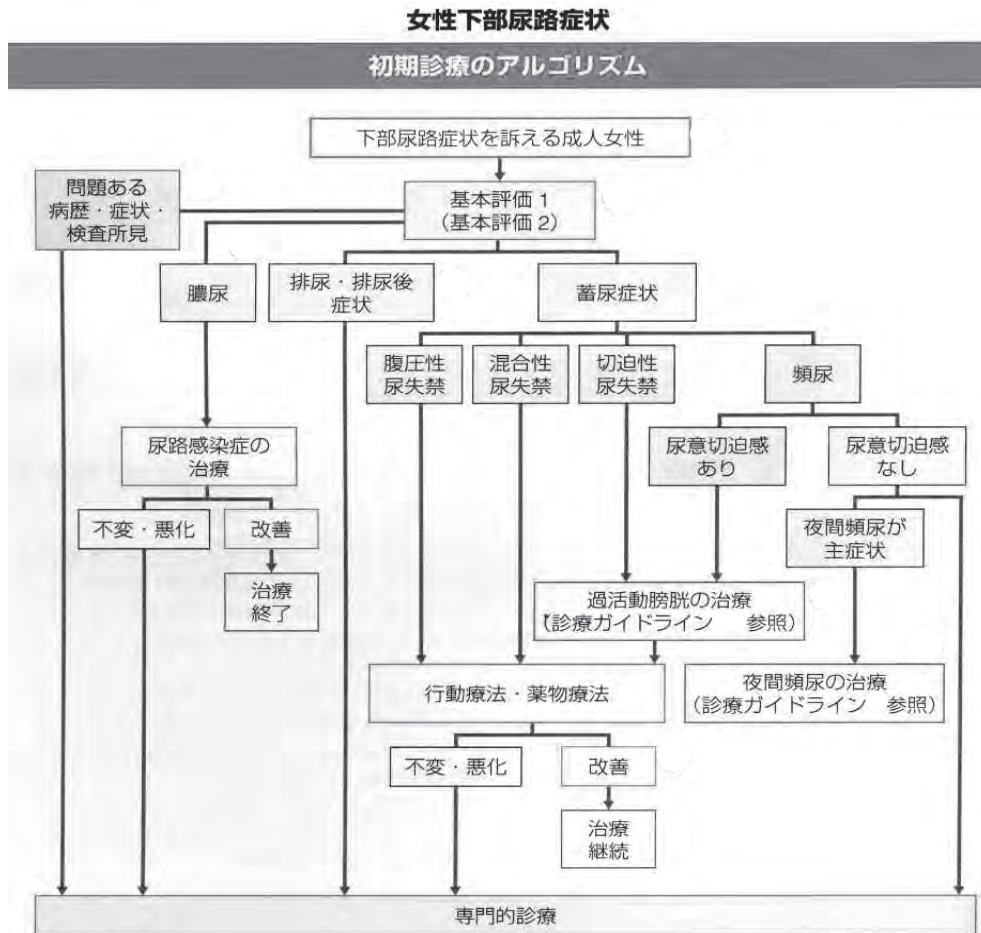 女性下部尿路症状
初期診療のアルゴリズム
下部尿路症状を訴える成人女性
問題ある
病歴・症状・
検査所見
基本評価1
(基本評価2)
膿尿
排尿・排尿後
症状
蓄尿症状
腹圧性
尿失禁
混合性
尿失禁
切迫性
尿失禁
頻尿
尿路感染症の
治療
尿意切迫感
あり
尿意切迫感
なし
不変・悪化
改善
夜間頻尿が
主症状
治療
終了
過活動膀胱の治療
(診療ガイドライン 参照)
行動療法・薬物療法
夜間頻尿の治療
(診療ガイドライン 参照)
不変・悪化
改善
治療
継続
専門的診療